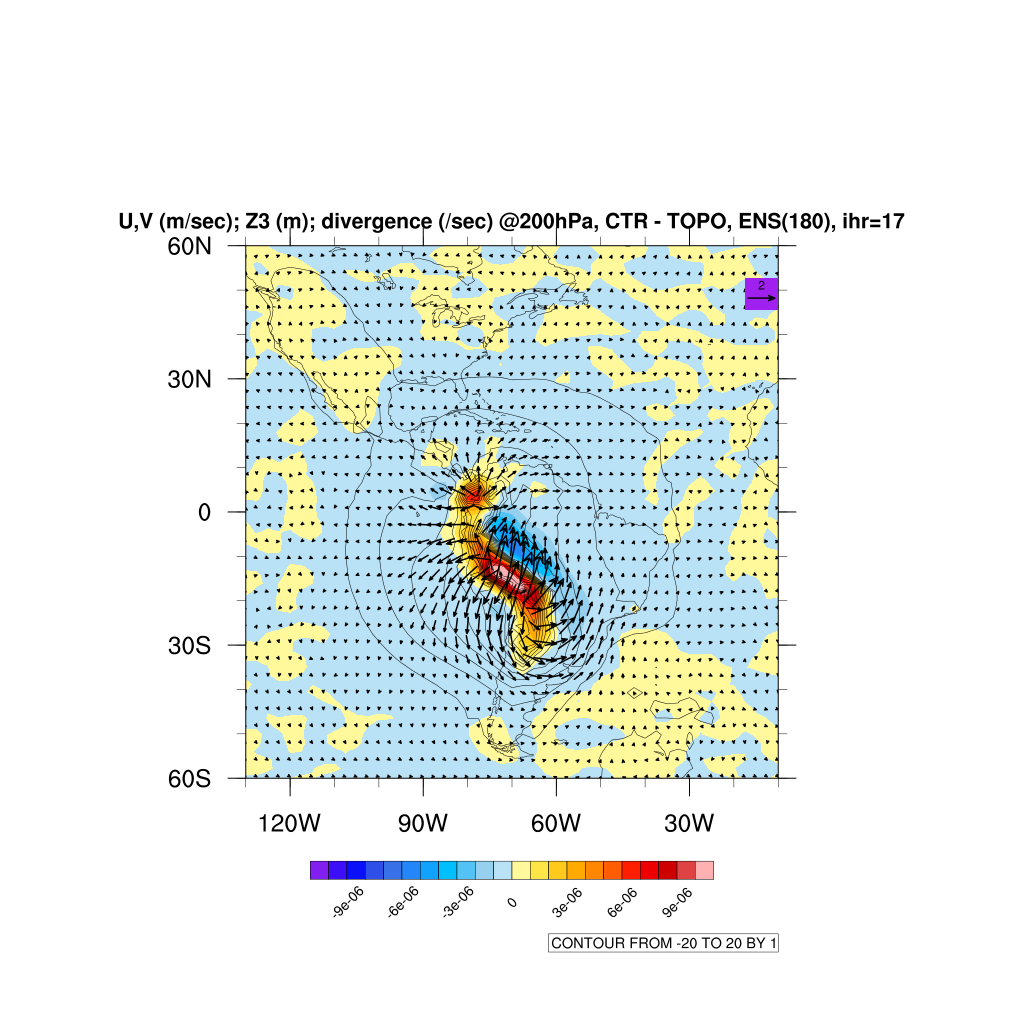 U,V (m/sec); Z3 (m); divergence (/sec) @200hPa, CTR - TOPO, ENS(180), ihr=17
60N
2
30N
0
30S
60S
120W 90W 60W 30W
-9e-06 -6e-06 -3e-06 0 3e-06 6e-06 9e-06
CONTOUR FROM -20 TO 20 BY 1